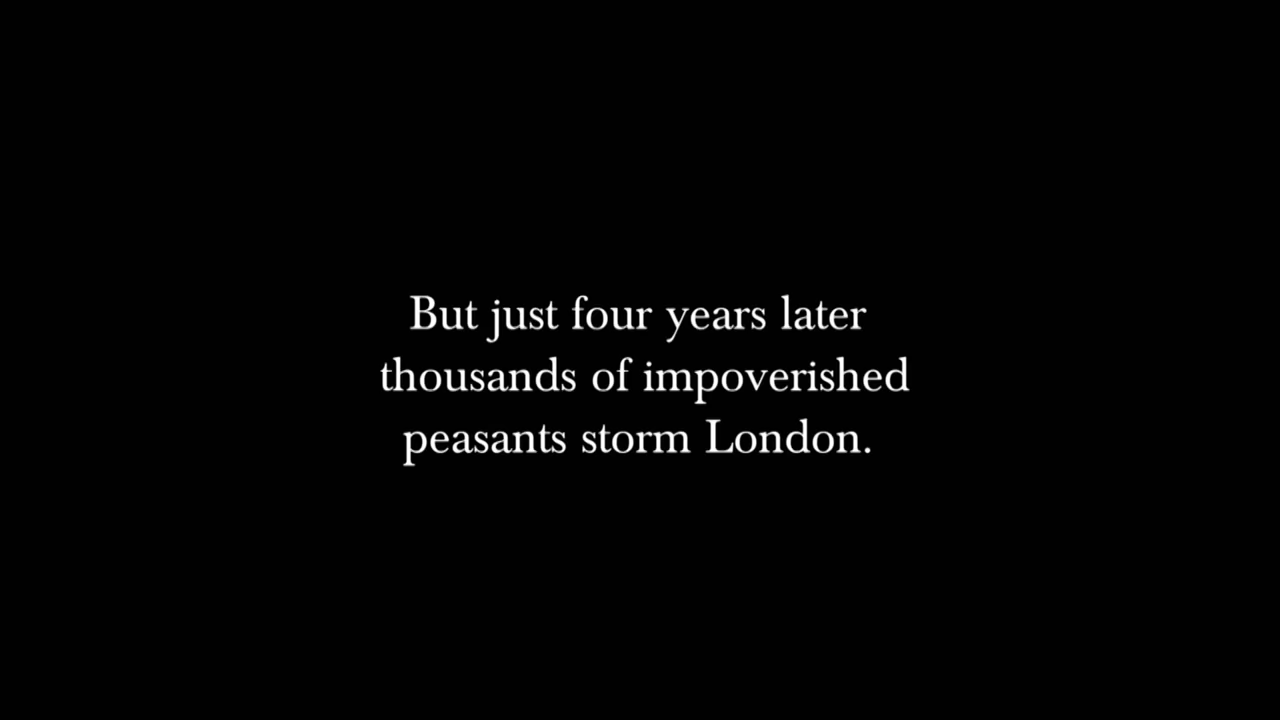 But just four years later
thousands of impoverished
peasants storm London.